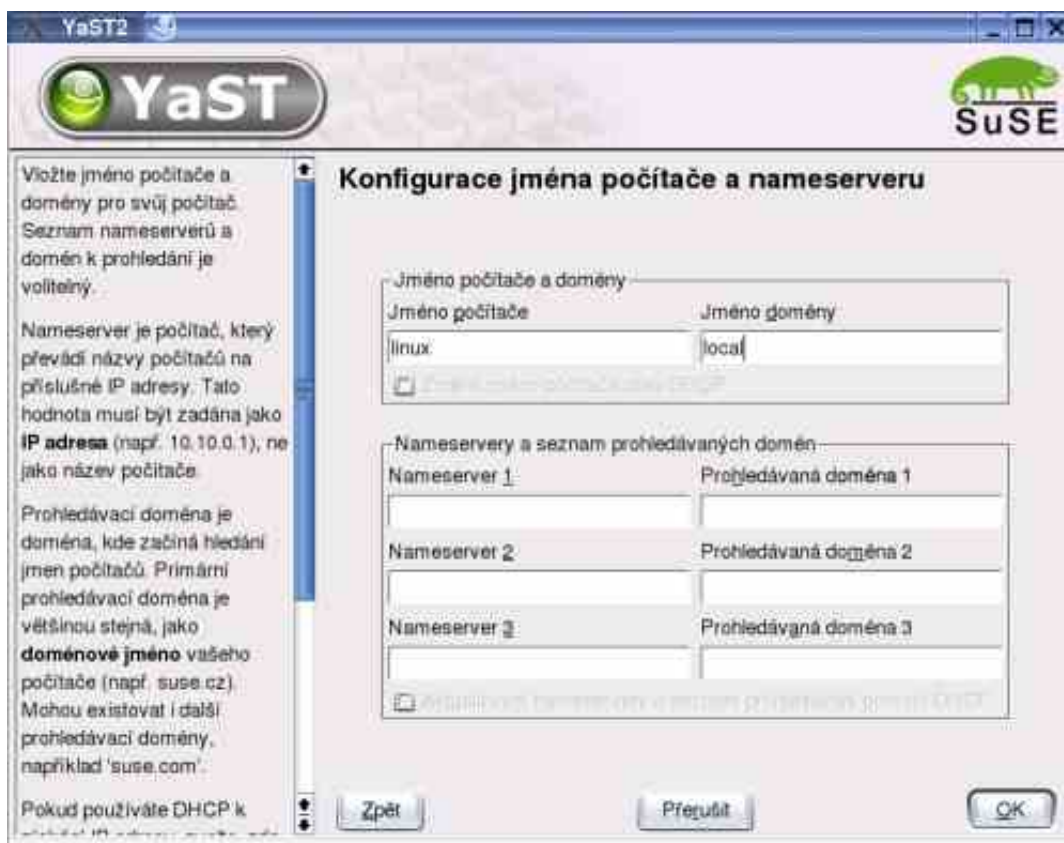 YaST2
YaST
SuSE
Vložte jméno počítače a
domény pro svůj počítač.
Seznam nameserverů a
domén k prohledání je
volitelný.
Nameserver je počítač, který
převádí názvy počítačů na
příslušné IP adresy. Tato
hodnota musí být zadána jako
IP adresa (např. 10.10.0.1), ne
jako název počítače.
Prohledávací doména je
doména, kde začíná hledání
jmen počítačů. Primární
prohledávací doména je
většinou stejná, jako
doménové jméno vašeho
počítače (např. suse.cz).
Mohou existovat i další
prohledávací domény,
například 'suse.com'.
Pokud používáte DHCP k
Konfigurace jména počítače a nameserveru
Jméno počítače a domény
Jméno počítače
Jméno domény
linux
local
Nameservery a seznam prohledávaných domén
Nameserver 1
Prohledávaná doména 1
Nameserver 2
Prohledávaná doména 2
Nameserver 3
Prohledávaná doména 3
Zpět
Přerušit
OK